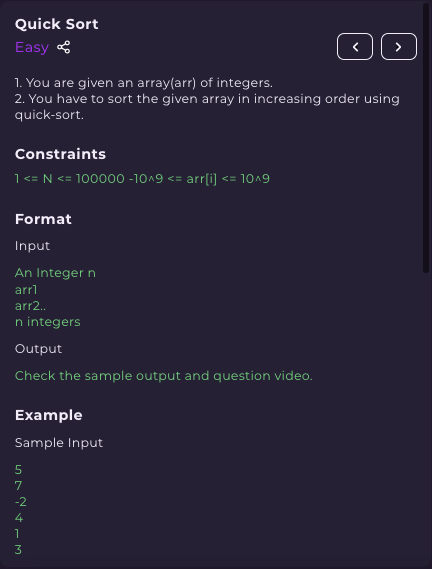 Quick Sort
Easy
1. You are given an array(arr) of integers.
2. You have to sort the given array in increasing order using
quick-sort.
Constraints
1 <= N <= 100000 -10^9 <= arr[i] <= 10^9
Format
Input
An Integer n
arr1
arr2..
n integers
Output
Check the sample output and question video.
Example
Sample Input
5
7
-2
4
1
3